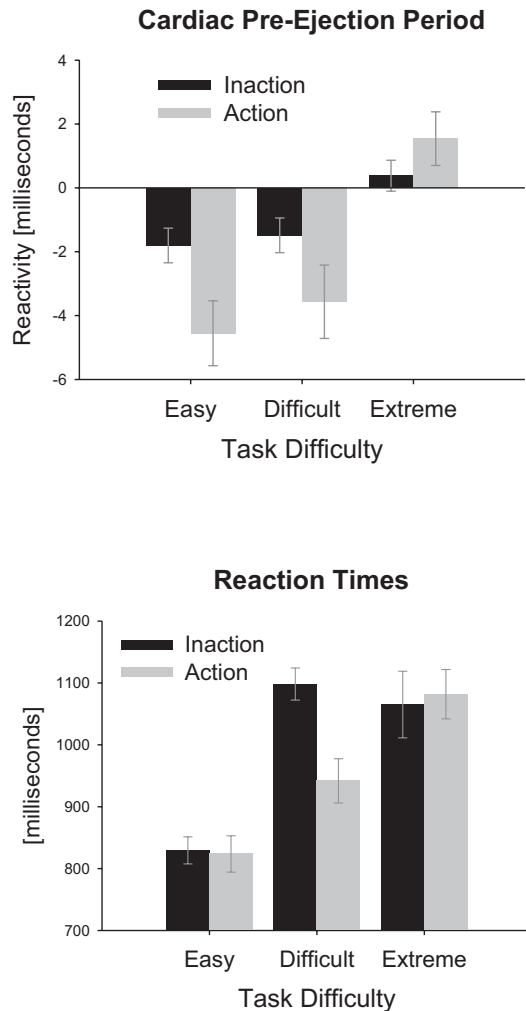 Cardiac Pre-Ejection Period
4
2
0
-2
-4
-6
Reactivity [milliseconds]
Inaction
Action
Easy Difficult Extreme
Task Difficulty
Reaction Times
1200
1100
1000
900
800
700
[milliseconds]
Inaction
Action
Easy Difficult Extreme
Task Difficulty